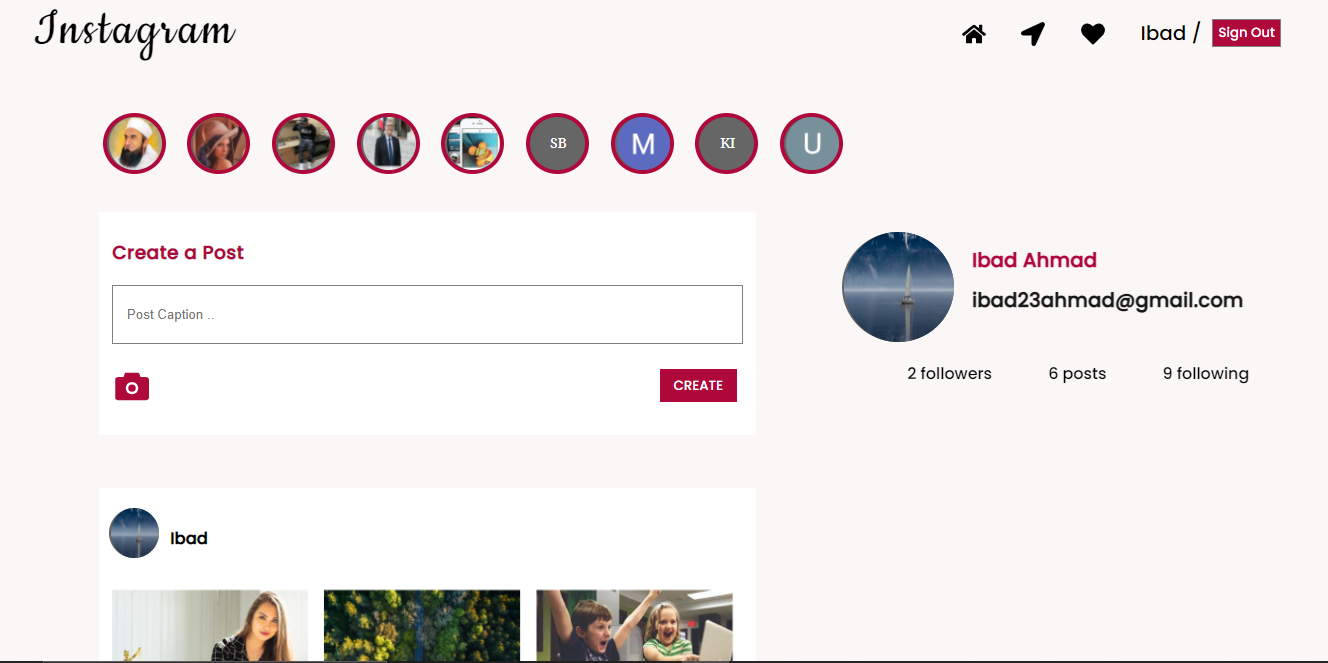 Instagram
Ibad / Sign Out
SB M KI U
Create a Post
Post Caption ..
CREATE
Ibad Ahmad
ibad23ahmad@gmail.com
2 followers 6 posts 9 following
Ibad